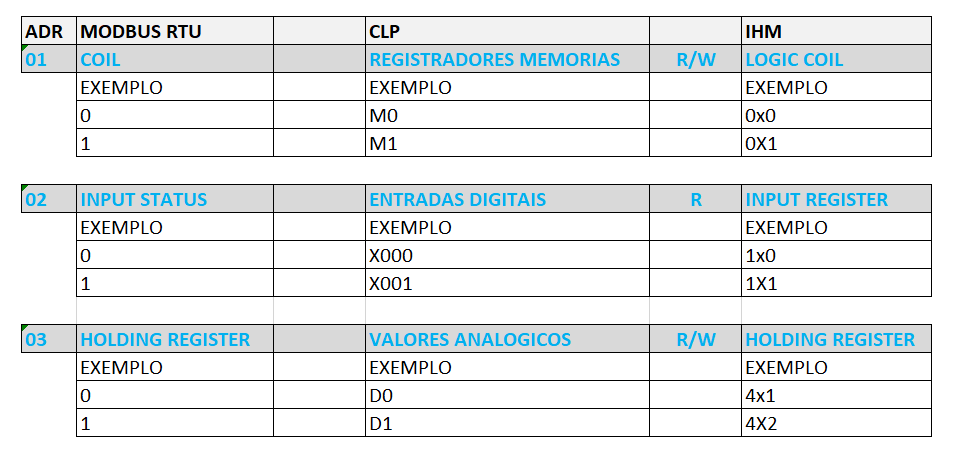 ADR MODBUS RTU CLP IHM
01 COIL REGISTRADORES MEMORIAS R/W LOGIC COIL
EXEMPLO EXEMPLO EXEMPLO
0 M0 0x0
1 M1 0X1
02 INPUT STATUS ENTRADAS DIGITAIS R INPUT REGISTER
EXEMPLO EXEMPLO EXEMPLO
0 X000 1x0
1 X001 1X1
03 HOLDING REGISTER VALORES ANALOGICOS R/W HOLDING REGISTER
EXEMPLO EXEMPLO EXEMPLO
0 D0 4x1
1 D1 4X2